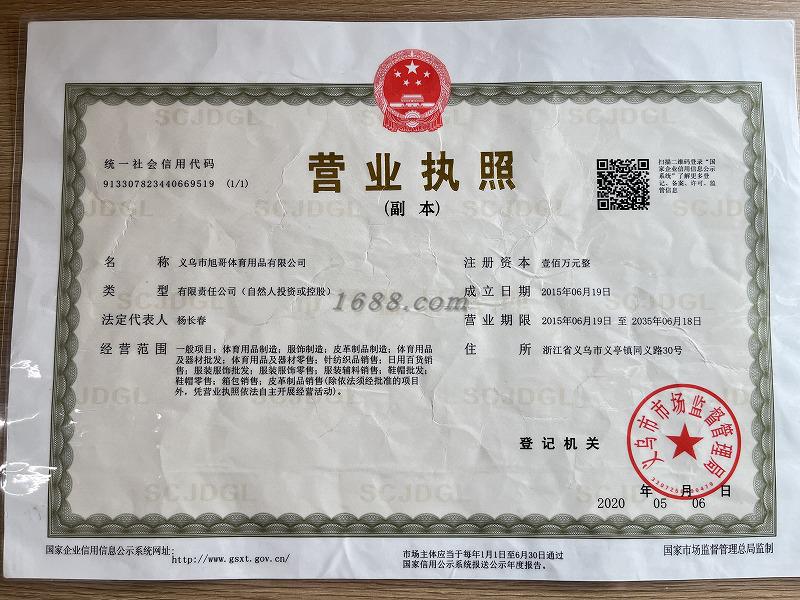 SCJDGL
统一社会信用代码
913307823440669519 (1/1)
营业执照
(副 本)
扫描二维码登录“国
家企业信用信息公示
系统”了解更多登
记、备案、许可、监
管信息
名 称 义乌市旭哥体育用品有限公司
类 型 有限责任公司（自然人投资或控股）
法定代表人 杨长春
经营范围 一般项目：体育用品制造；服饰制造；皮革制品制造；体育用品
及器材批发；体育用品及器材零售；针纺织品销售；日用百货销
售；服装服饰批发；服装服饰零售；服装辅料销售；鞋帽批发；
鞋帽零售；箱包销售；皮革制品销售(除依法须经批准的项目
外，凭营业执照依法自主开展经营活动)。
注册资本 壹佰万元整
成立日期 2015年06月19日
营业期限 2015年06月19日 至 2035年06月18日
住 所 浙江省义乌市义亭镇同义路30号
1688.com
登记机关
义乌市市场监督管理局
年 月 日
2020 05 06
国家企业信用信息公示系统网址：
http://www.gsxt.gov.cn/
市场主体应当于每年1月1日至6月30日通过
国家信用公示系统报送公示年度报告。
国家市场监督管理总局监制